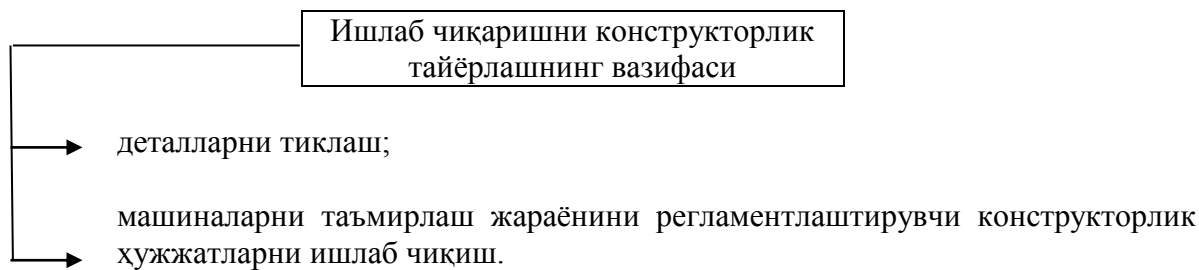 Ишлаб чиқаришни конструкторлик
тайёрлашнинг вазифаси
деталларни тиклаш;
машиналарни таъмирлаш жараёнини регламентлаштирувчи конструкторлик
ҳужжатларни ишлаб чиқиш.